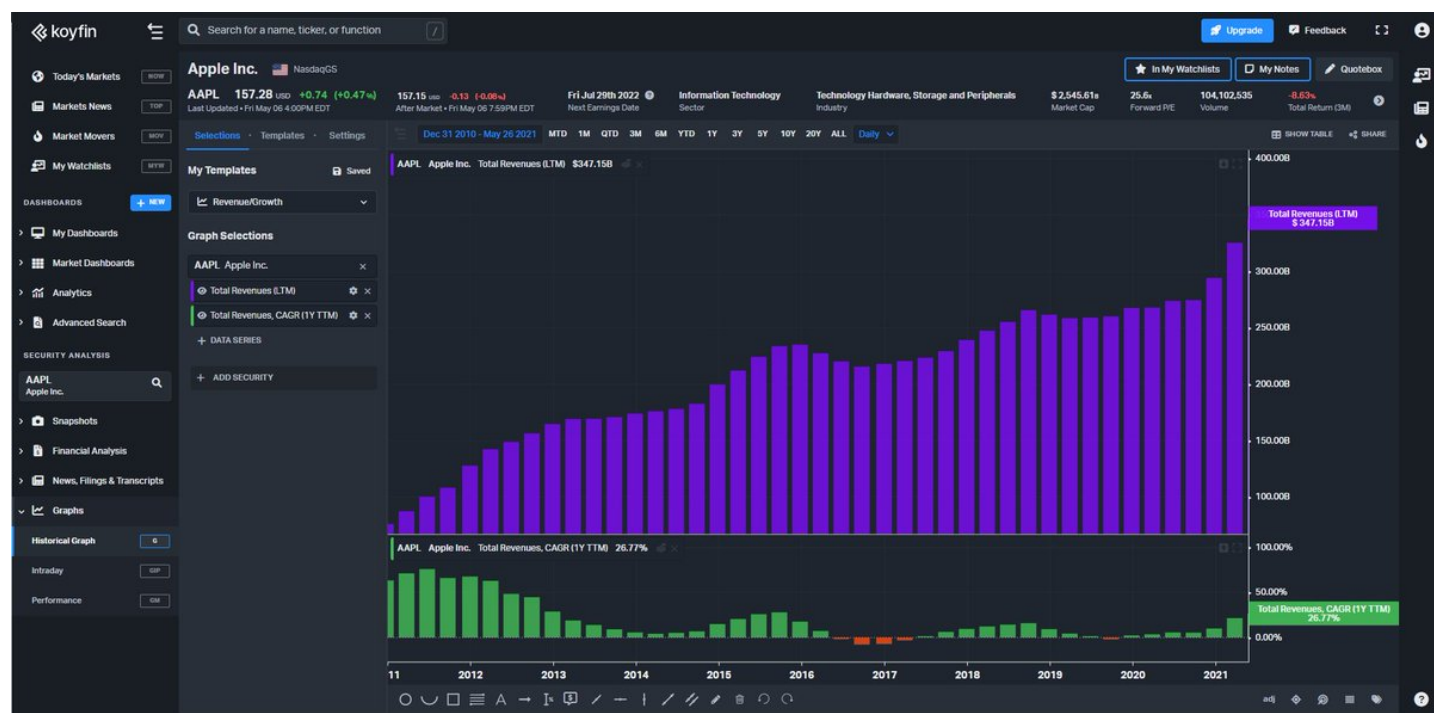 koyfin
Search for a name, ticker, or function /
Upgrade
Feedback
Today's Markets NOW
Markets News TOP
Market Movers MOV
My Watchlists MYW
DASHBOARDS
+ NEW
My Dashboards
Market Dashboards
Analytics
Advanced Search
SECURITY ANALYSIS
AAPL
Apple Inc.
Snapshots
Financial Analysis
News, Filings & Transcripts
Graphs
Historical Graph G
Intraday GIP
Performance GM
Apple Inc. NasdaqGS
In My Watchlists
My Notes
Quotebox
AAPL 157.28 USD +0.74 (+0.47%)
Last Updated • Fri May 06 4:00PM EDT
157.15 USD -0.13 (-0.08%)
After Market • Fri May 06 7:59PM EDT
Fri Jul 29th 2022
Next Earnings Date
Information Technology
Sector
Technology Hardware, Storage and Peripherals
Industry
$ 2,545.61B
Market Cap
25.6x
Forward P/E
104,102,535
Volume
-8.63%
Total Return (3M)
Selections · Templates · Settings
My Templates Saved
Revenue/Growth
Graph Selections
AAPL Apple Inc. ×
Total Revenues (LTM) ×
Total Revenues, CAGR (1Y TTM) ×
+ DATA SERIES
+ ADD SECURITY
Dec 31 2010 - May 26 2021 MTD 1M QTD 3M 6M YTD 1Y 3Y 5Y 10Y 20Y ALL Daily
SHOW TABLE
SHARE
AAPL Apple Inc. Total Revenues (LTM) $347.15B
400.00B
Total Revenues (LTM)
$ 347.15B
300.00B
250.00B
200.00B
150.00B
100.00B
AAPL Apple Inc. Total Revenues, CAGR (1Y TTM) 26.77%
100.00%
50.00%
Total Revenues, CAGR (1Y TTM)
26.77%
0.00%
11 2012 2013 2014 2015 2016 2017 2018 2019 2020 2021
adj